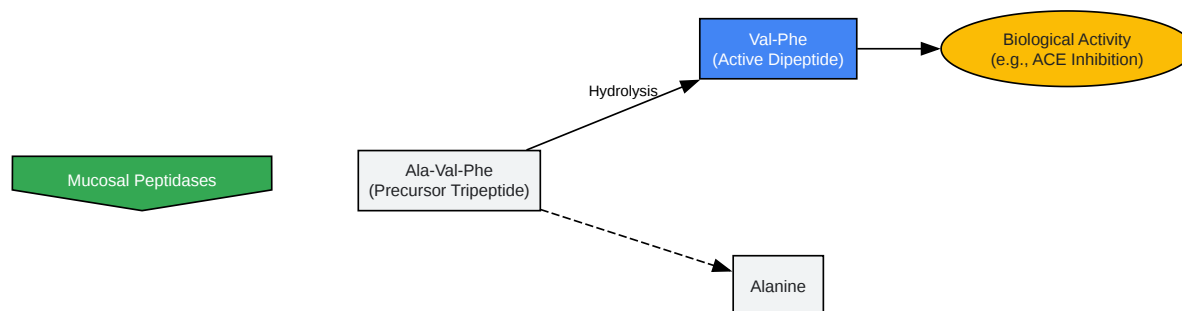 Mucosal Peptidases
Ala-Val-Phe
(Precursor Tripeptide)
Hydrolysis
Val-Phe
(Active Dipeptide)
Biological Activity
(e.g., ACE Inhibition)
Alanine